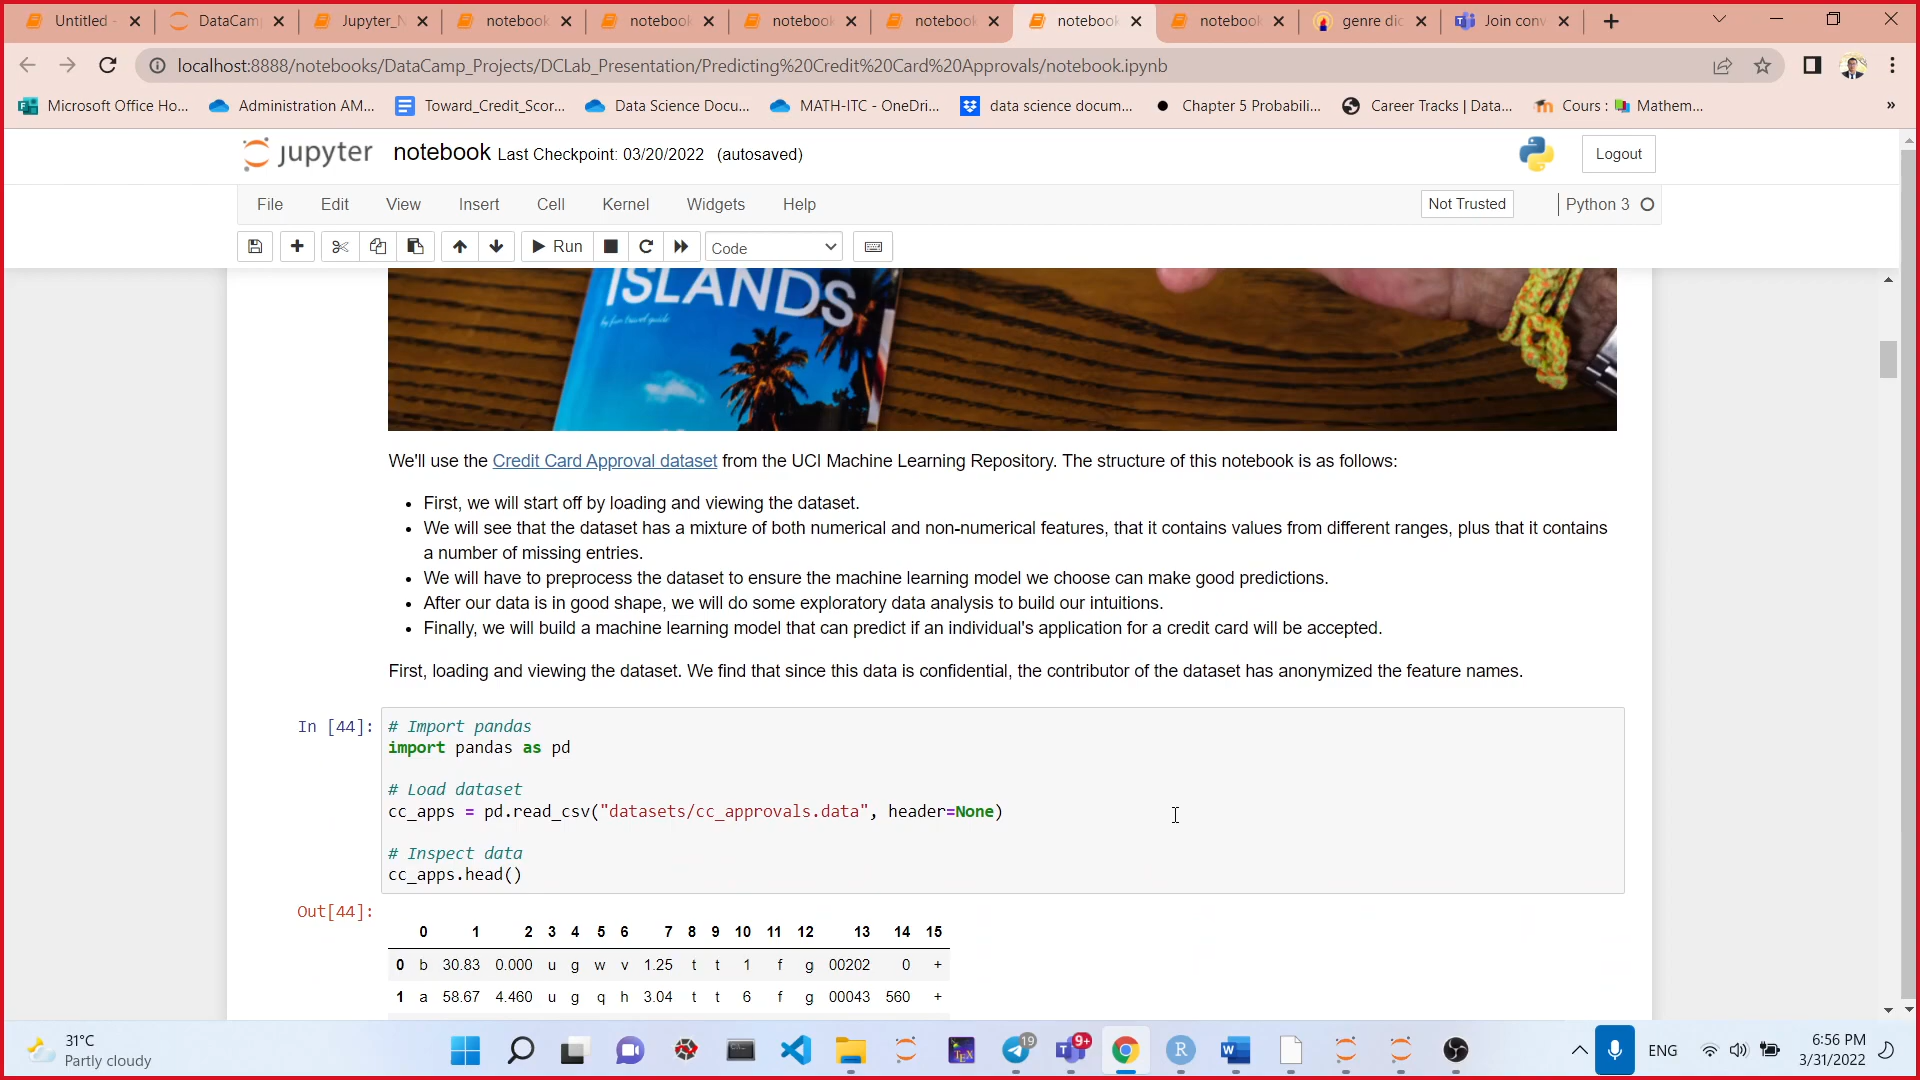 Untitled -
DataCamp
Jupyter_N
notebook
notebook
notebook
notebook
notebook
notebook
genre dic
Join conv
localhost:8888/notebooks/DataCamp_Projects/DCLab_Presentation/Predicting%20Credit%20Card%20Approvals/notebook.ipynb
Microsoft Office Ho...
Administration AM...
Toward_Credit_Scor...
Data Science Docu...
MATH-ITC - OneDri...
data science docum...
Chapter 5 Probabili...
Career Tracks | Data...
Cours : Mathem...
»
jupyter notebook Last Checkpoint: 03/20/2022 (autosaved)
Logout
File Edit View Insert Cell Kernel Widgets Help
Not Trusted
Python 3
Run
Code
ISLANDS
We'll use the Credit Card Approval dataset from the UCI Machine Learning Repository. The structure of this notebook is as follows:
• First, we will start off by loading and viewing the dataset.
• We will see that the dataset has a mixture of both numerical and non-numerical features, that it contains values from different ranges, plus that it contains
a number of missing entries.
• We will have to preprocess the dataset to ensure the machine learning model we choose can make good predictions.
• After our data is in good shape, we will do some exploratory data analysis to build our intuitions.
• Finally, we will build a machine learning model that can predict if an individual's application for a credit card will be accepted.
First, loading and viewing the dataset. We find that since this data is confidential, the contributor of the dataset has anonymized the feature names.
In [44]: # Import pandas
import pandas as pd
# Load dataset
cc_apps = pd.read_csv("datasets/cc_approvals.data", header=None)
# Inspect data
cc_apps.head()
Out[44]:
0 1 2 3 4 5 6 7 8 9 10 11 12 13 14 15
0 b 30.83 0.000 u g w v 1.25 t t 1 f g 00202 0 +
1 a 58.67 4.460 u g q h 3.04 t t 6 f g 00043 560 +
31°C
Partly cloudy
19
9+
ENG
6:56 PM
3/31/2022